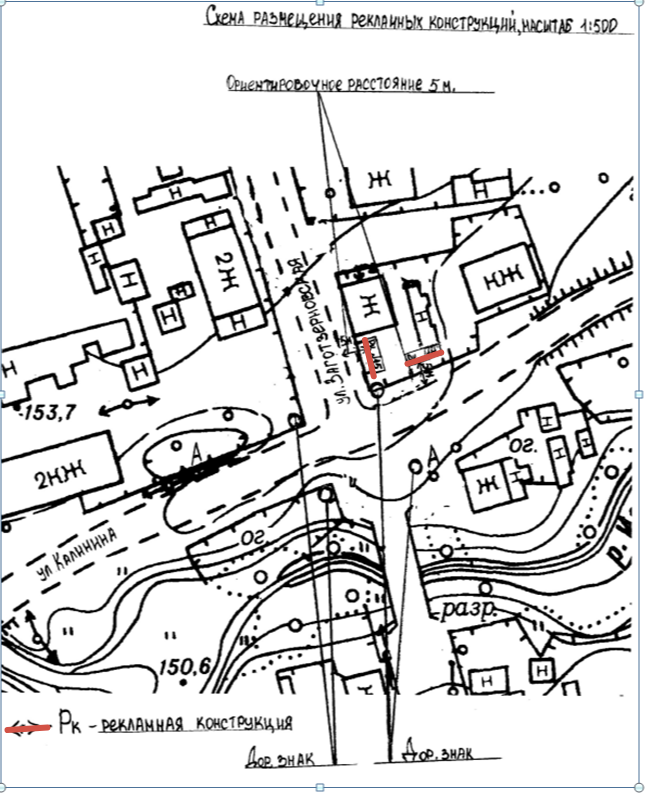 Схема размещения рекламных конструкций, масштаб 1:500
Ориентировочное расстояние 5 м.
Ж
Н
Н
Н
Н
2Ж
Н
Н
Н
Н
ул. Заготзерновская
Ж
Н
НЖ
Н
Н
Н
153,7
2НЖ
А
А
ог.
Н
Н
Н
Ж
Н
ул Калинина
ог.
р. И
разр.
150,6
Н
Н
Ж
Рк - рекламная конструкция
Дор. знак
Дор. знак